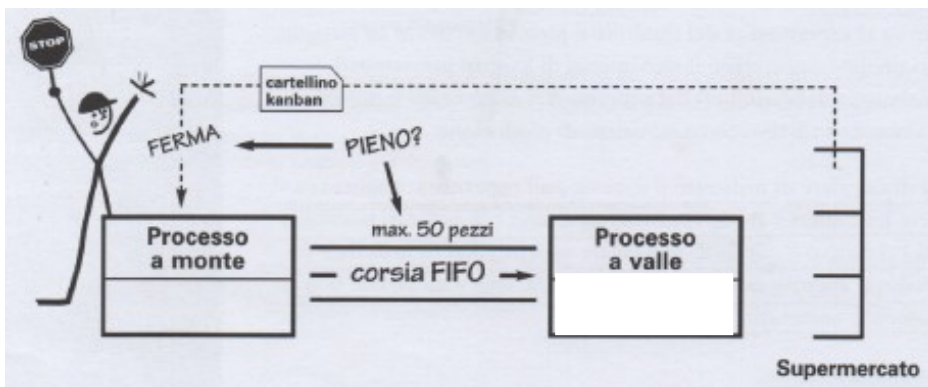 STOP
cartellino
kanban
FERMA
PIENO?
Processo
a monte
max. 50 pezzi
corsia FIFO
Processo
a valle
Supermercato